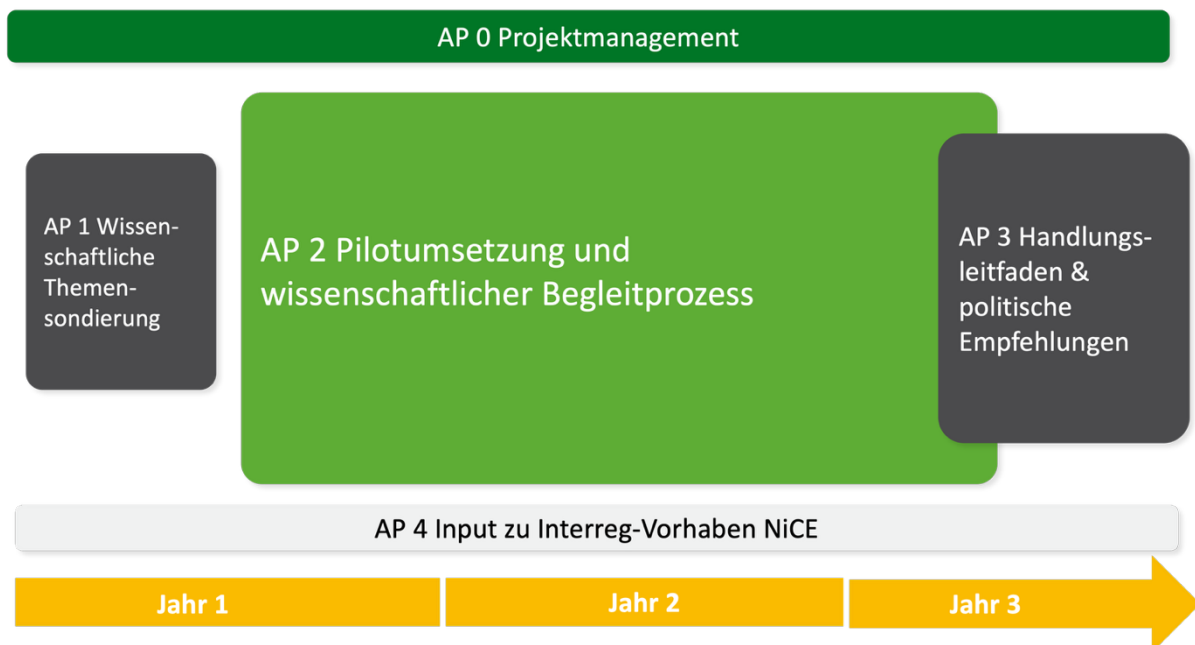 AP 0 Projektmanagement
AP 1 Wissen-
schaftliche
Themen-
sondierung
AP 2 Pilotumsetzung und
wissenschaftlicher Begleitprozess
AP 3 Handlungs-
leitfaden &
politische
Empfehlungen
AP 4 Input zu Interreg-Vorhaben NiCE
Jahr 1
Jahr 2
Jahr 3